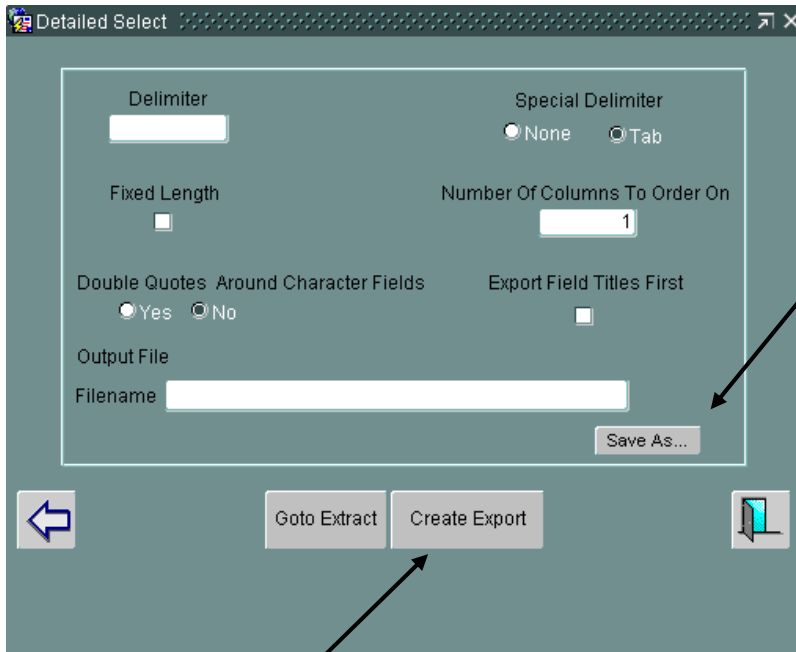 Detailed Select
Delimiter
Special Delimiter
None Tab
Fixed Length
Number Of Columns To Order On
1
Double Quotes Around Character Fields
Export Field Titles First
Yes No
Output File
Filename
Save As...
Goto Extract
Create Export